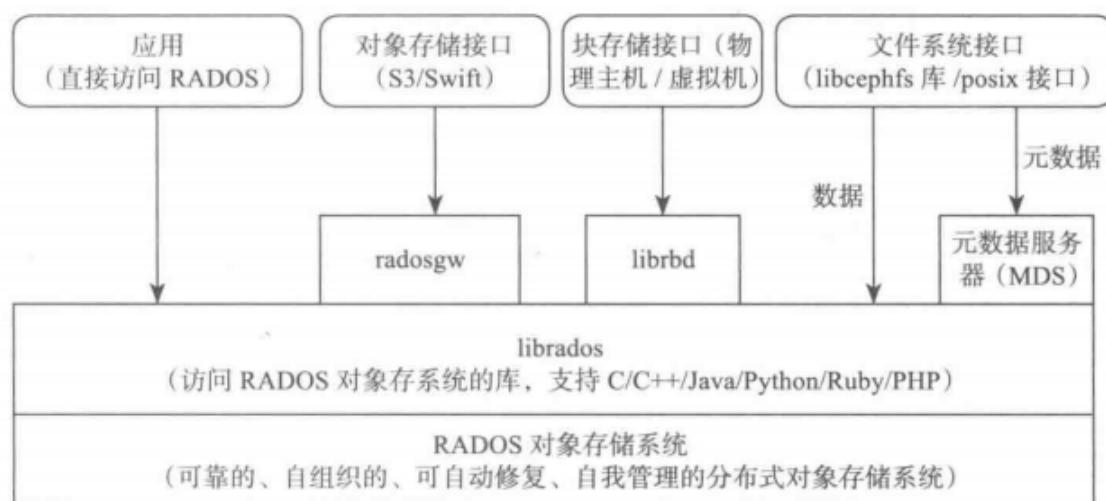 应用
（直接访问 RADOS）
对象存储接口
（S3/Swift）
块存储接口（物
理主机 / 虚拟机）
文件系统接口
（libcephfs 库 /posix 接口）
元数据
数据
radosgw
librbd
元数据服务
器（MDS）
librados
（访问 RADOS 对象存系统的库，支持 C/C++/Java/Python/Ruby/PHP）
RADOS 对象存储系统
（可靠的、自组织的、可自动修复、自我管理的分布式对象存储系统）